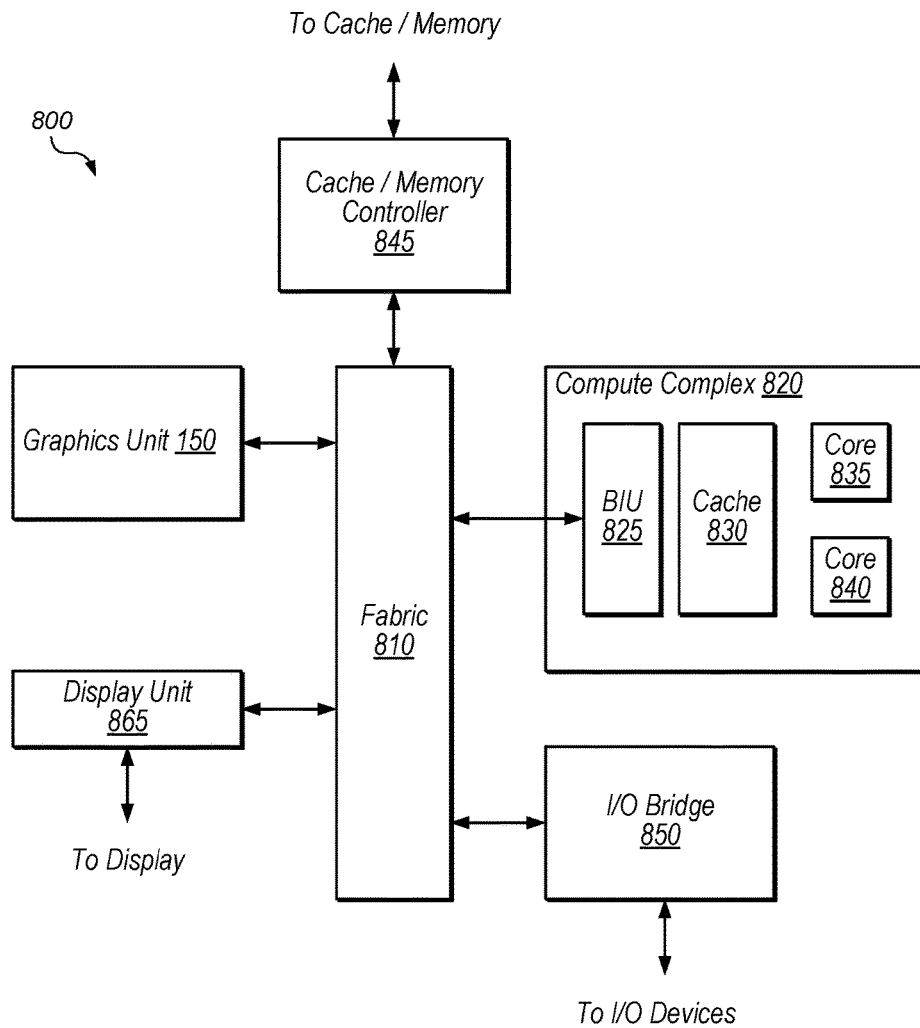 To Cache / Memory
800
Cache / Memory
Controller
845
Graphics Unit 150
Compute Complex 820
BIU
825
Cache
830
Core
835
Core
840
Fabric
810
Display Unit
865
I/O Bridge
850
To Display
To I/O Devices